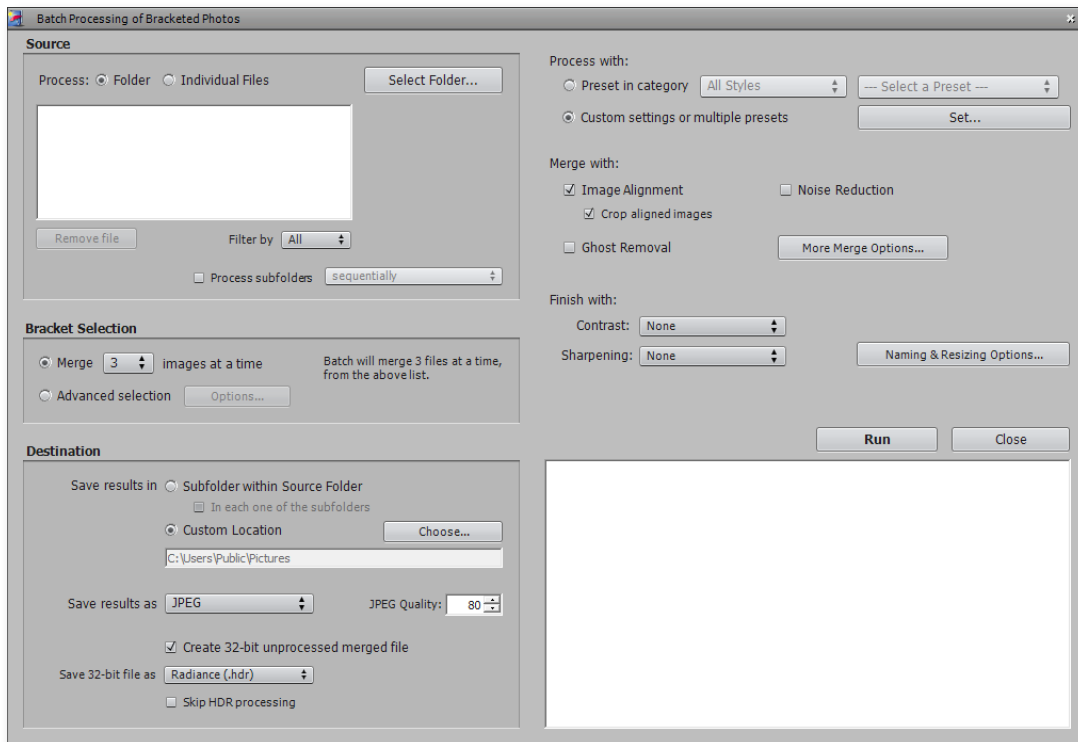 Batch Processing of Bracketed Photos
Source
Process: Folder Individual Files Select Folder...
Remove file Filter by All
Process subfolders sequentially
Bracket Selection
Merge 3 images at a time
Batch will merge 3 files at a time,
from the above list.
Advanced selection Options...
Destination
Save results in Subfolder within Source Folder
In each one of the subfolders
Custom Location Choose...
C:\Users\Public\Pictures
Save results as JPEG JPEG Quality: 80
Create 32-bit unprocessed merged file
Save 32-bit file as Radiance (.hdr)
Skip HDR processing
Process with:
Preset in category All Styles --- Select a Preset ---
Custom settings or multiple presets Set...
Merge with:
Image Alignment Noise Reduction
Crop aligned images
Ghost Removal More Merge Options...
Finish with:
Contrast: None
Sharpening: None Naming & Resizing Options...
Run Close